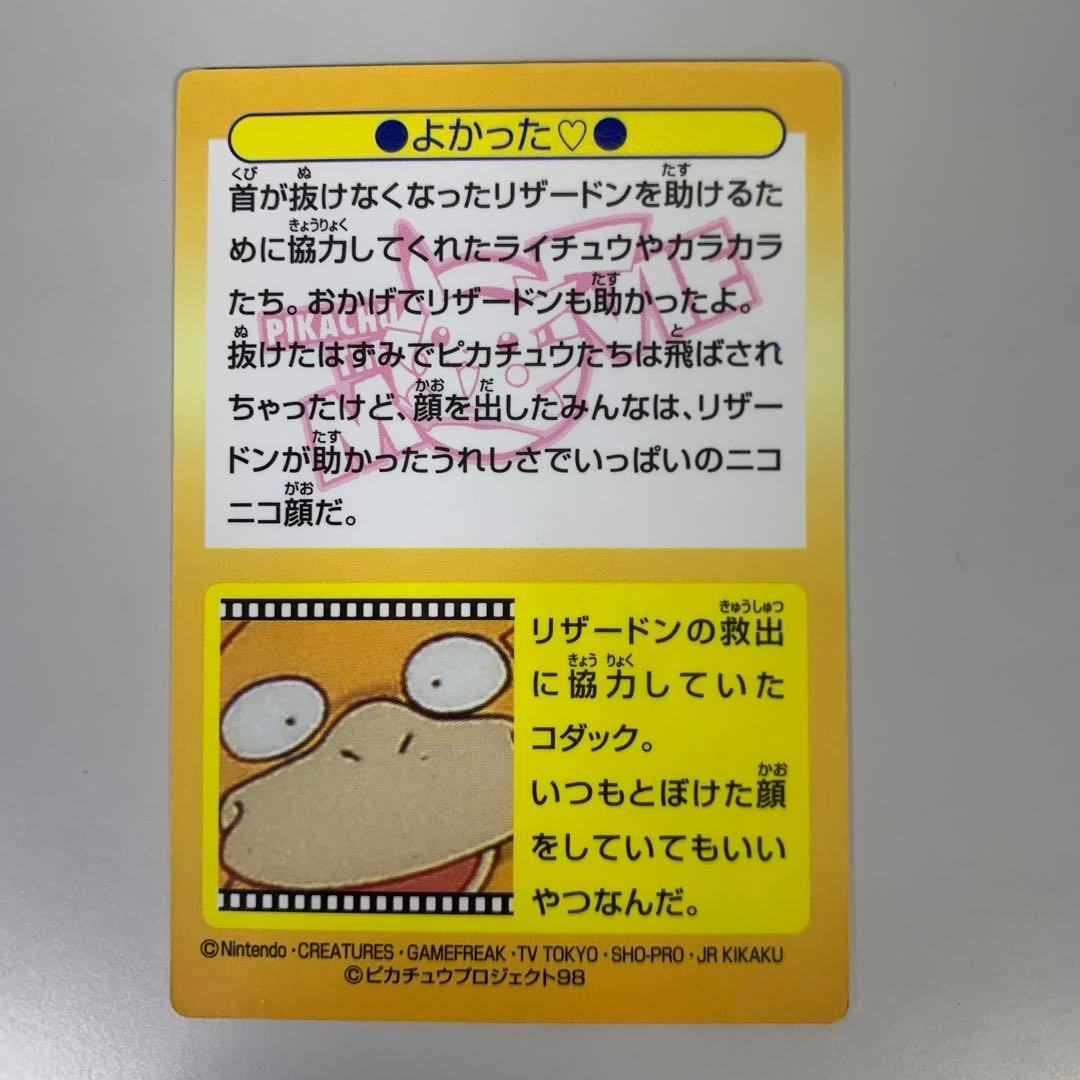 ●よかった♡●
首が抜けなくなったリザードンを助けるた
めに協力してくれたライチュウやカラカラ
たち。おかげでリザードンも助かったよ。
抜けたはずみでピカチュウたちは飛ばされ
ちゃったけど、顔を出したみんなは、リザー
ドンが助かったうれしさでいっぱいのニコ
ニコ顔だ。
PIKACHU
THE
MOVIE
リザードンの救出
に協力していた
コダック。
いつもとぼけた顔
をしていてもいい
やつなんだ。
©Nintendo・CREATURES・GAMEFREAK・TV TOKYO・SHO-PRO・JR KIKAKU
©ピカチュウプロジェクト98